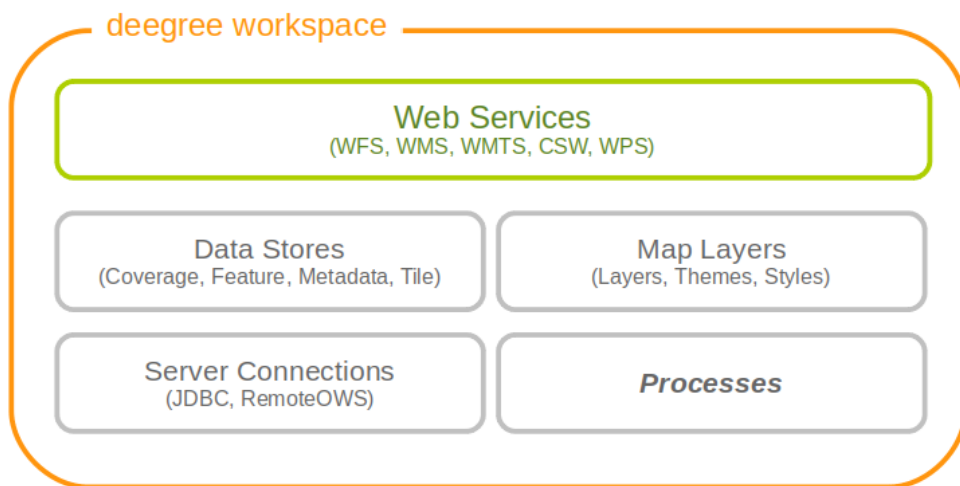 deegree workspace
Web Services
(WFS, WMS, WMTS, CSW, WPS)
Data Stores
(Coverage, Feature, Metadata, Tile)
Map Layers
(Layers, Themes, Styles)
Server Connections
(JDBC, RemoteOWS)
Processes